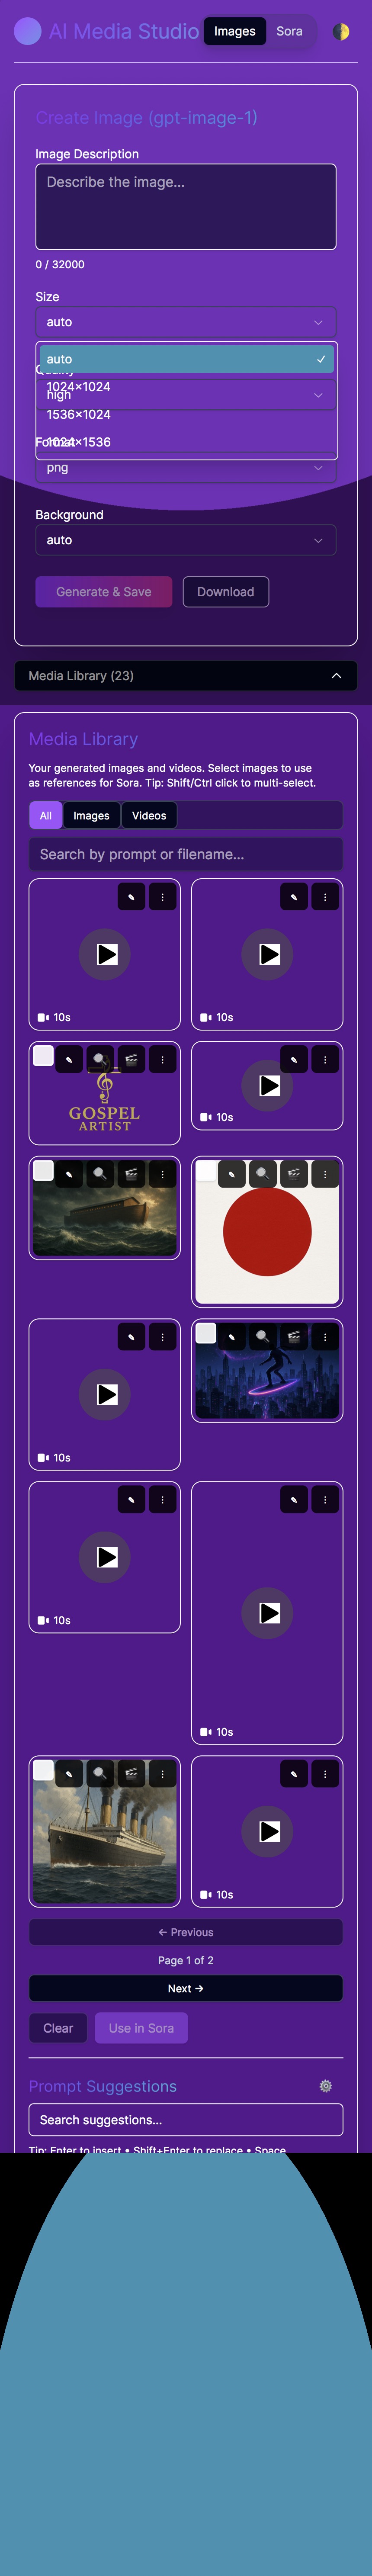 AI Media Studio
Images
Sora
Create Image (gpt-image-1)
Image Description
Describe the image...
0 / 32000
Size
auto
auto
1024×1024
high
1536×1024
Format
1024×1536
png
Background
auto
Generate & Save
Download
Media Library (23)
Media Library
Your generated images and videos. Select images to use
as references for Sora. Tip: Shift/Ctrl click to multi-select.
All
Images
Videos
Search by prompt or filename...
10s
10s
GOSPEL
ARTIST
10s
10s
10s
10s
10s
← Previous
Page 1 of 2
Next →
Clear
Use in Sora
Prompt Suggestions
Search suggestions...
Tip: Enter to insert • Shift+Enter to replace • Space